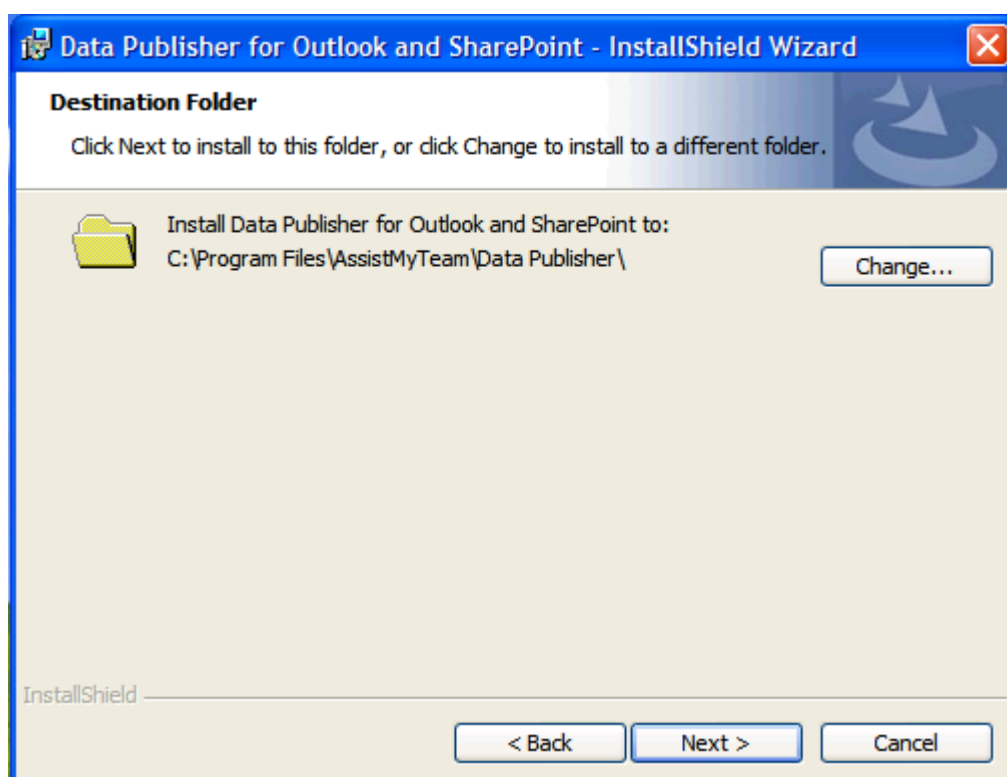 Data Publisher for Outlook and SharePoint - InstallShield Wizard
Destination Folder
Click Next to install to this folder, or click Change to install to a different folder.
Install Data Publisher for Outlook and SharePoint to:
C:\Program Files\AssistMyTeam\Data Publisher\
Change...
InstallShield
< Back
Next >
Cancel